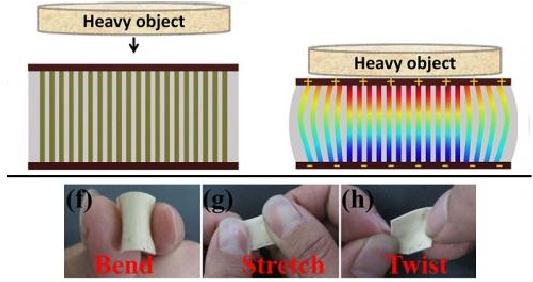 Heavy object
Heavy object
+ + + + + + + +
- - - - - - - -
(f)
Bend
(g)
Stretch
(h)
Twist